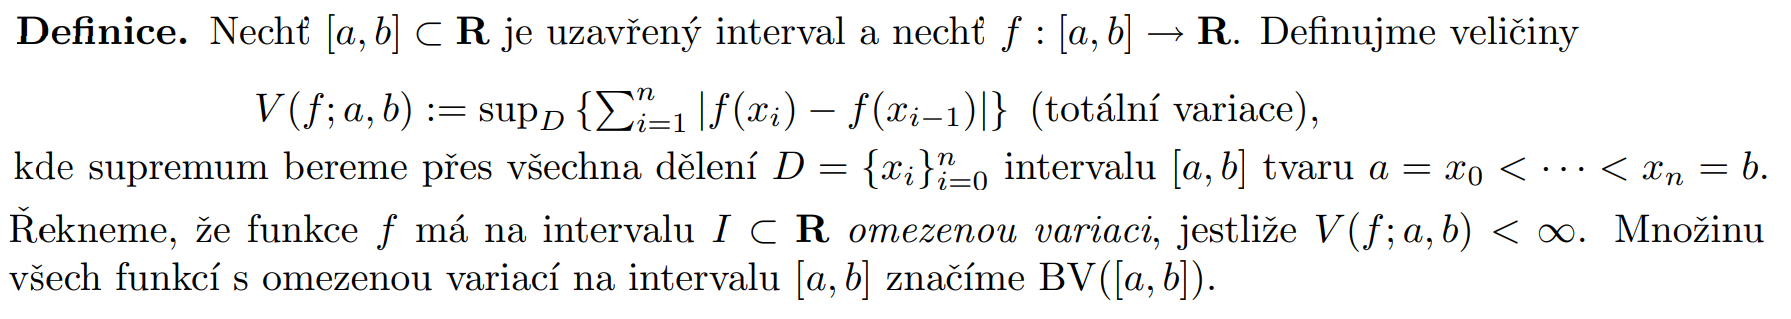 Definice. Nechť [a, b] ⊂ R je uzavřený interval a nechť f : [a, b] → R. Definujme veličiny
V(f; a, b) := sup_D {∑_{i=1}^{n} |f(x_i) − f(x_{i−1})|} (totální variace),
kde supremum bereme přes všechna dělení D = {x_i}_{i=0}^{n} intervalu [a, b] tvaru a = x_0 < ··· < x_n = b.
Řekneme, že funkce f má na intervalu I ⊂ R omezenou variaci, jestliže V(f; a, b) < ∞. Množinu
všech funkcí s omezenou variací na intervalu [a, b] značíme BV([a, b]).